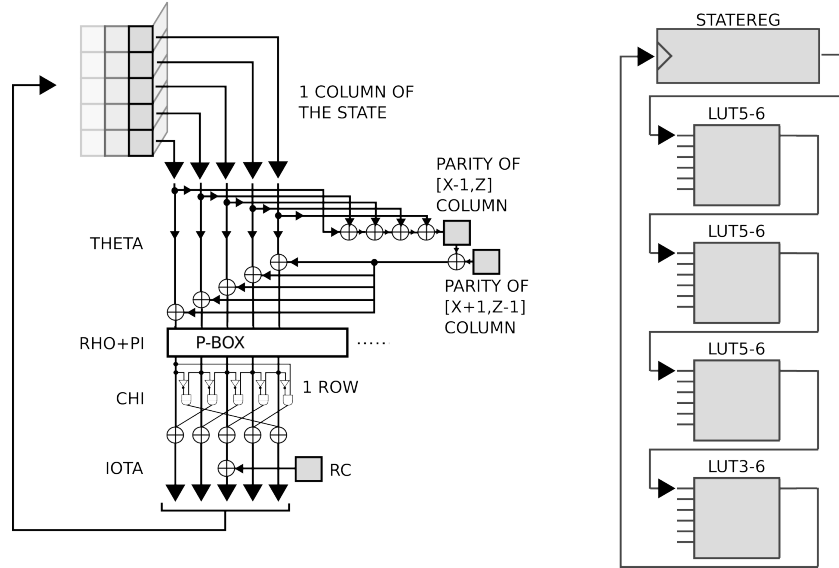 STATEREG
1 COLUMN OF
THE STATE
LUT5-6
PARITY OF
[X-1,Z]
COLUMN
THETA
LUT5-6
PARITY OF
[X+1,Z-1]
COLUMN
RHO+PI
P-BOX
......
LUT5-6
CHI
1 ROW
IOTA
RC
LUT3-6